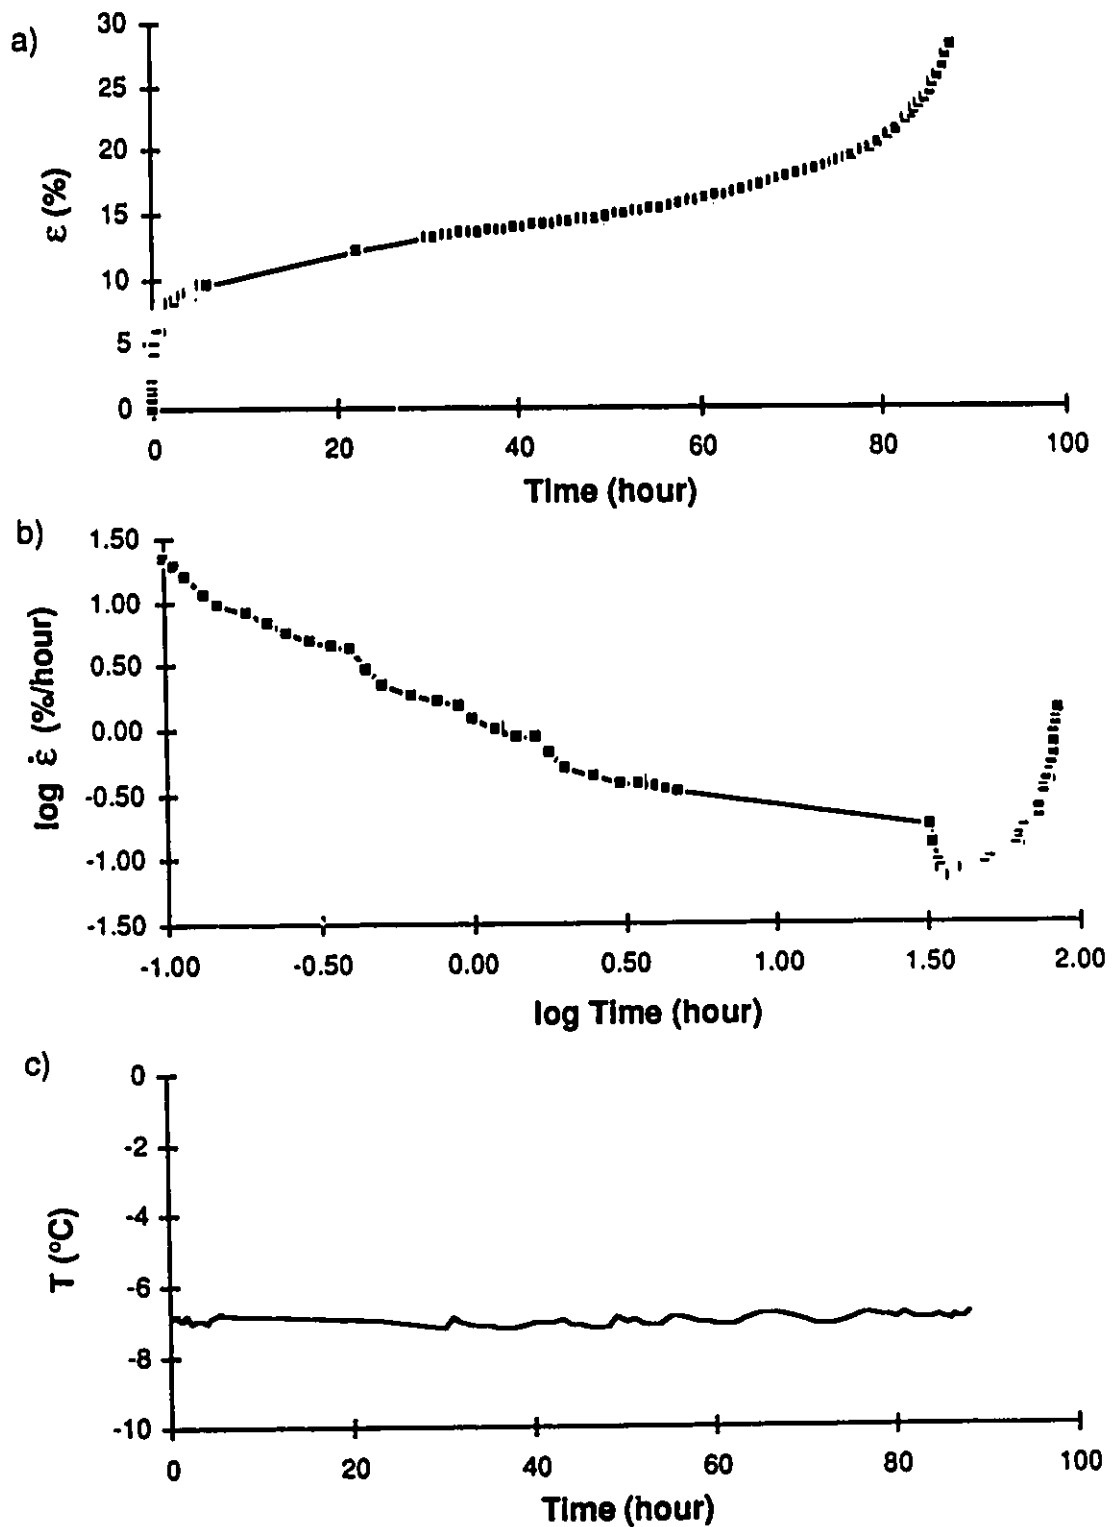 a)
30
25
20
15
10
5
0
ε (%)
0 20 40 60 80 100
Time (hour)
b)
1.50
1.00
0.50
0.00
-0.50
-1.00
-1.50
log ε̇ (%/hour)
-1.00 -0.50 0.00 0.50 1.00 1.50 2.00
log Time (hour)
c)
0
-2
-4
-6
-8
-10
T (°C)
0 20 40 60 80 100
Time (hour)